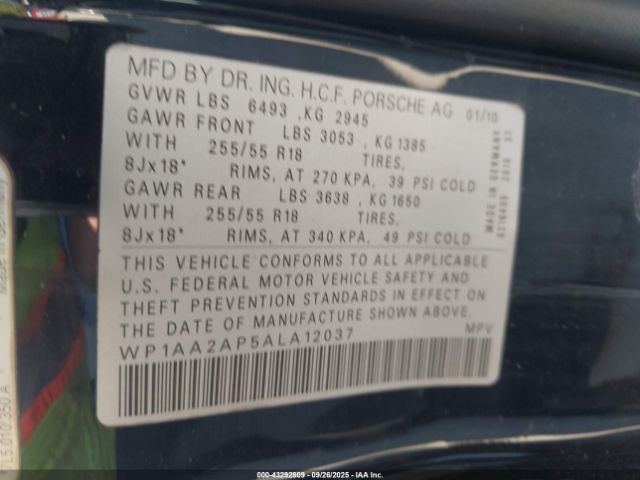 MFD BY DR. ING. H.C.F. PORSCHE AG 01/10
GVWR LBS 6493 ,KG 2945
GAWR FRONT LBS 3053 , KG 1385
WITH 255/55 R18 TIRES,
8Jx18" RIMS, AT 270 KPA, 39 PSI COLD
GAWR REAR LBS 3638 , KG 1650
WITH 255/55 R18 TIRES,
8Jx18" RIMS, AT 340 KPA, 49 PSI COLD
THIS VEHICLE CONFORMS TO ALL APPLICABLE
U.S. FEDERAL MOTOR VEHICLE SAFETY AND
THEFT PREVENTION STANDARDS IN EFFECT ON
THE DATE OF MANUFACTURE SHOWN ABOVE.
WP1AA2AP5ALA12037 MPV
MADE IN GERMANY
Made in Germany
000-43292609 - 09/26/2025 - IAA Inc.